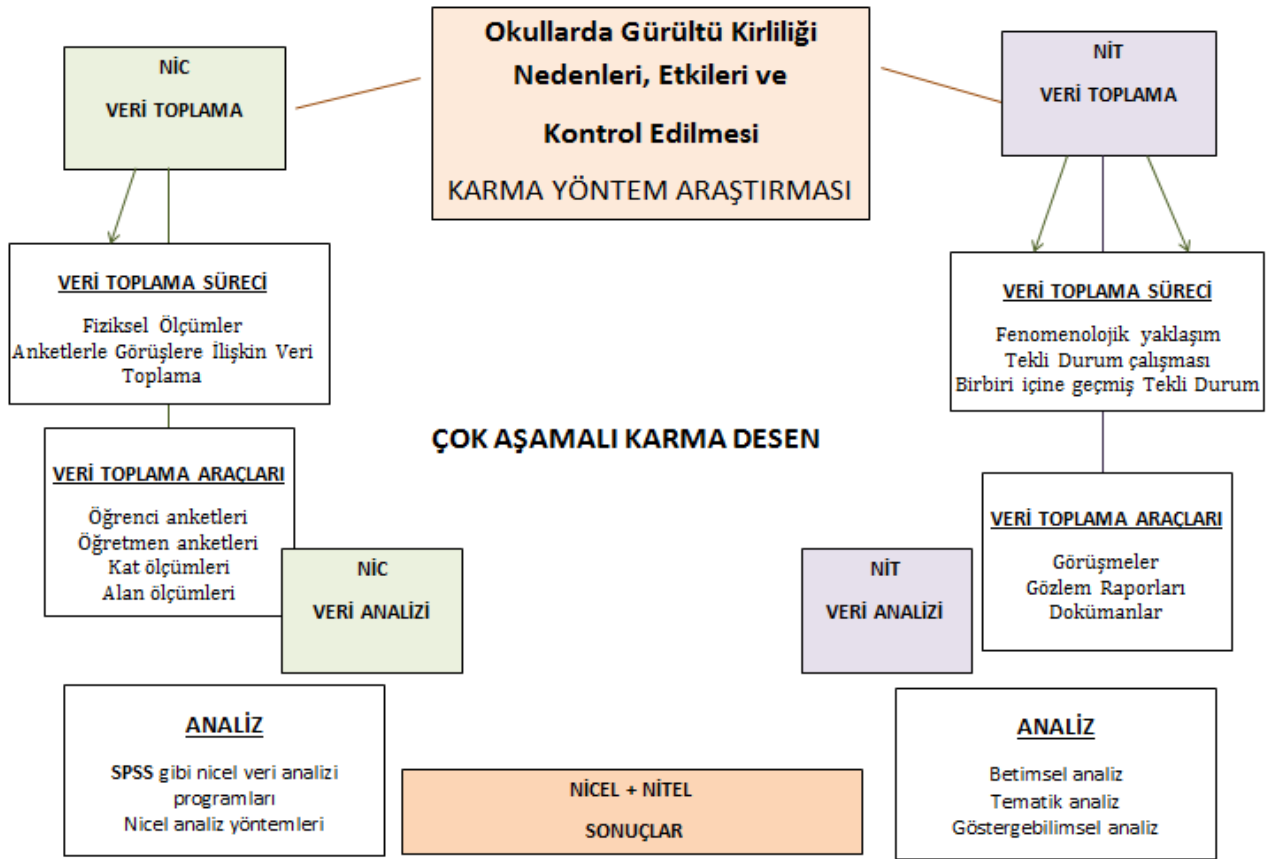 Okullarda Gürültü Kirliliği
Nedenleri, Etkileri ve
Kontrol Edilmesi
KARMA YÖNTEM ARAŞTIRMASI
NİC
VERİ TOPLAMA
NİT
VERİ TOPLAMA
VERİ TOPLAMA SÜRECİ
Fiziksel Ölçümler
Anketlerle Görüşlere İlişkin Veri
Toplama
VERİ TOPLAMA SÜRECİ
Fenomenolojik yaklaşım
Tekli Durum çalışması
Birbiri içine geçmiş Tekli Durum
ÇOK AŞAMALI KARMA DESEN
VERİ TOPLAMA ARAÇLARI
Öğrenci anketleri
Öğretmen anketleri
Kat ölçümleri
Alan ölçümleri
VERİ TOPLAMA ARAÇLARI
Görüşmeler
Gözlem Raporları
Dokümanlar
NİC
VERİ ANALİZİ
NİT
VERİ ANALİZİ
ANALİZ
SPSS gibi nicel veri analizi
programları
Nicel analiz yöntemleri
NİCEL + NİTEL
SONUÇLAR
ANALİZ
Betimsel analiz
Tematik analiz
Göstergebilimsel analiz